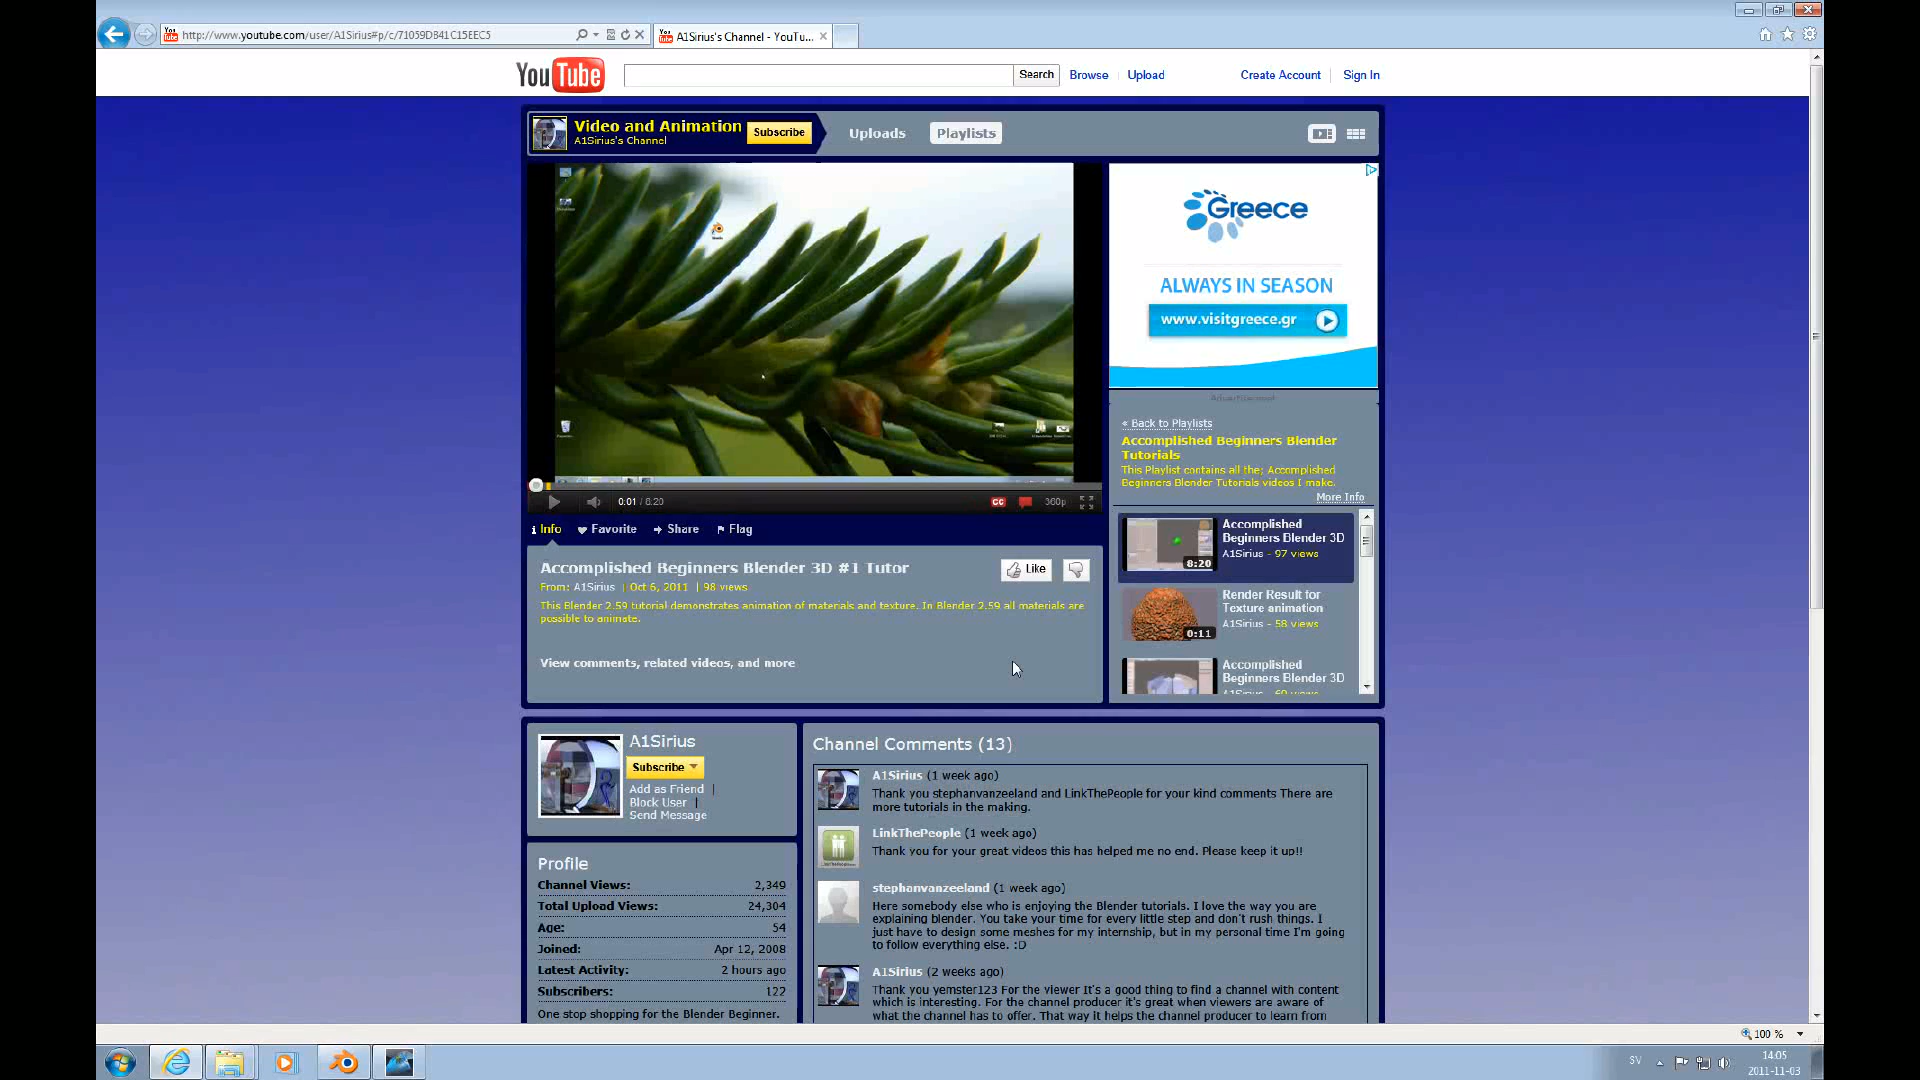 http://www.youtube.com/user/A1Sirius#p/c/71059DB41C15EEC5
A1Sirius's Channel - YouTu...
YouTube
Search
Browse
Upload
Create Account
Sign In
Video and Animation
A1Sirius's Channel
Subscribe
Uploads
Playlists
Greece
ALWAYS IN SEASON
www.visitgreece.gr
Advertisement
« Back to Playlists
Accomplished Beginners Blender
Tutorials
This Playlist contains all the; Accomplished
Beginners Blender Tutorials videos I make.
More Info
0:01 / 8:20
CC
360p
Info
Favorite
Share
Flag
Accomplished Beginners Blender 3D #1 Tutor
Like
From: A1Sirius | Oct 6, 2011 | 98 views
This Blender 2.59 tutorial demonstrates animation of materials and texture. In Blender 2.59 all materials are
possible to animate.
View comments, related videos, and more
Accomplished
Beginners Blender 3D
A1Sirius - 97 views
8:20
Render Result for
Texture animation
A1Sirius - 58 views
0:11
Accomplished
Beginners Blender 3D
A1Sirius - 60 views
A1Sirius
Subscribe
Add as Friend |
Block User |
Send Message
Profile
Channel Views: 2,349
Total Upload Views: 24,304
Age: 54
Joined: Apr 12, 2008
Latest Activity: 2 hours ago
Subscribers: 122
One stop shopping for the Blender Beginner.
Channel Comments (13)
A1Sirius (1 week ago)
Thank you stephanvanzeeland and LinkThePeople for your kind comments There are
more tutorials in the making.
LinkThePeople (1 week ago)
Thank you for your great videos this has helped me no end. Please keep it up!!
stephanvanzeeland (1 week ago)
Here somebody else who is enjoying the Blender tutorials. I love the way you are
explaining blender. You take your time for every little step and don't rush things. I
just have to design some meshes for my internship, but in my personal time I'm going
to follow everything else. :D
A1Sirius (2 weeks ago)
Thank you yemster123 For the viewer It's a good thing to find a channel with content
which is interesting. For the channel producer it's great when viewers are aware of
what the channel has to offer. That way it helps the channel producer to learn from
100 %
SV
14:05
2011-11-03